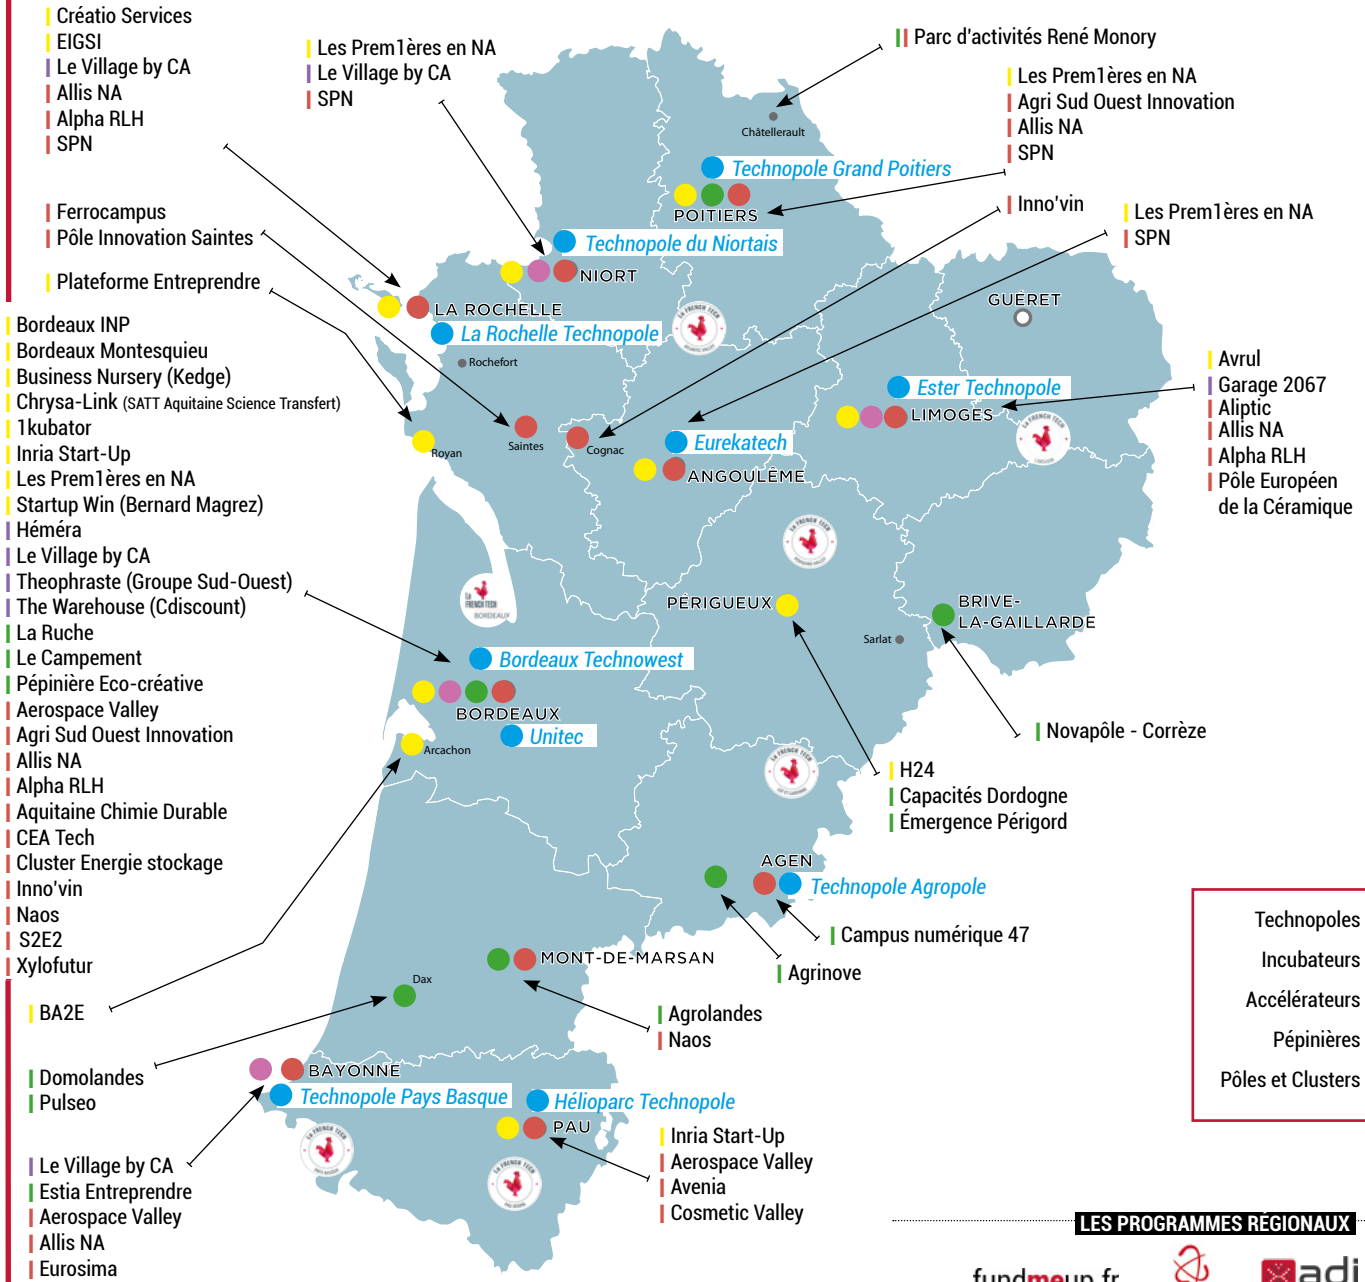 Créatio Services
EIGSI
Le Village by CA
Allis NA
Alpha RLH
SPN
Les Prem1ères en NA
Le Village by CA
SPN
Parc d'activités René Monory
Les Prem1ères en NA
Agri Sud Ouest Innovation
Allis NA
SPN
Châtellerault
Technopole Grand Poitiers
POITIERS
Inno'vin
Les Prem1ères en NA
SPN
Ferrocampus
Pôle Innovation Saintes
Plateforme Entreprendre
Technopole du Niortais
NIORT
LA ROCHELLE
La Rochelle Technopole
Rochefort
GUÉRET
Bordeaux INP
Bordeaux Montesquieu
Business Nursery (Kedge)
Chrysa-Link (SATT Aquitaine Science Transfert)
1kubator
Inria Start-Up
Les Prem1ères en NA
Startup Win (Bernard Magrez)
Héméra
Le Village by CA
Theophraste (Groupe Sud-Ouest)
The Warehouse (Cdiscount)
La Ruche
Le Campement
Pépinière Eco-créative
Aerospace Valley
Agri Sud Ouest Innovation
Allis NA
Alpha RLH
Aquitaine Chimie Durable
CEA Tech
Cluster Energie stockage
Inno'vin
Naos
S2E2
Xylofutur
Ester Technopole
LIMOGES
Avrul
Garage 2067
Aliptic
Allis NA
Alpha RLH
Pôle Européen
de la Céramique
Royan
Saintes
Cognac
Eurekatech
ANGOULÊME
La
FRENCH TECH
BORDEAUX
PÉRIGUEUX
Sarlat
BRIVE-
LA-GAILLARDE
Bordeaux Technowest
BORDEAUX
Unitec
Arcachon
Novapôle - Corrèze
H24
Capacités Dordogne
Émergence Périgord
AGEN
Technopole Agropole
Campus numérique 47
Agrinove
MONT-DE-MARSAN
Dax
Agrolandes
Naos
BA2E
Domolandes
Pulseo
BAYONNE
Technopole Pays Basque
Hélioparc Technopole
PAU
Inria Start-Up
Aerospace Valley
Avenia
Cosmetic Valley
Le Village by CA
Estia Entreprendre
Aerospace Valley
Allis NA
Eurosima
Technopoles
Incubateurs
Accélérateurs
Pépinières
Pôles et Clusters
LES PROGRAMMES RÉGIONAUX
fundmeup.fr
adi